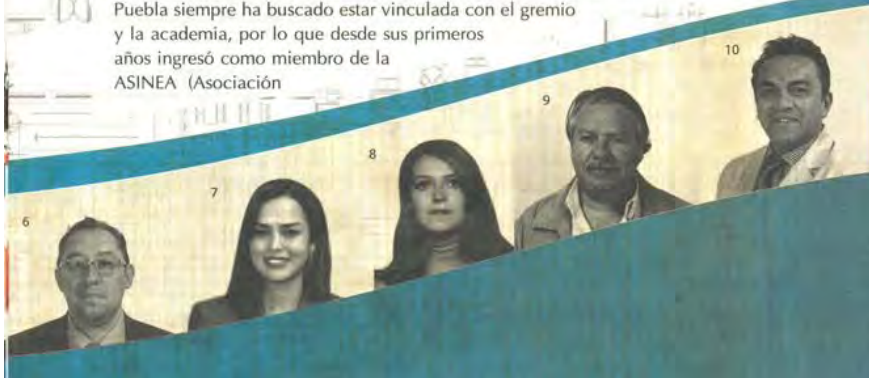 Puebla siempre ha buscado estar vinculada con el gremio
y la academia, por lo que desde sus primeros
años ingresó como miembro de la
ASINEA (Asociación
10
9
8
7
6